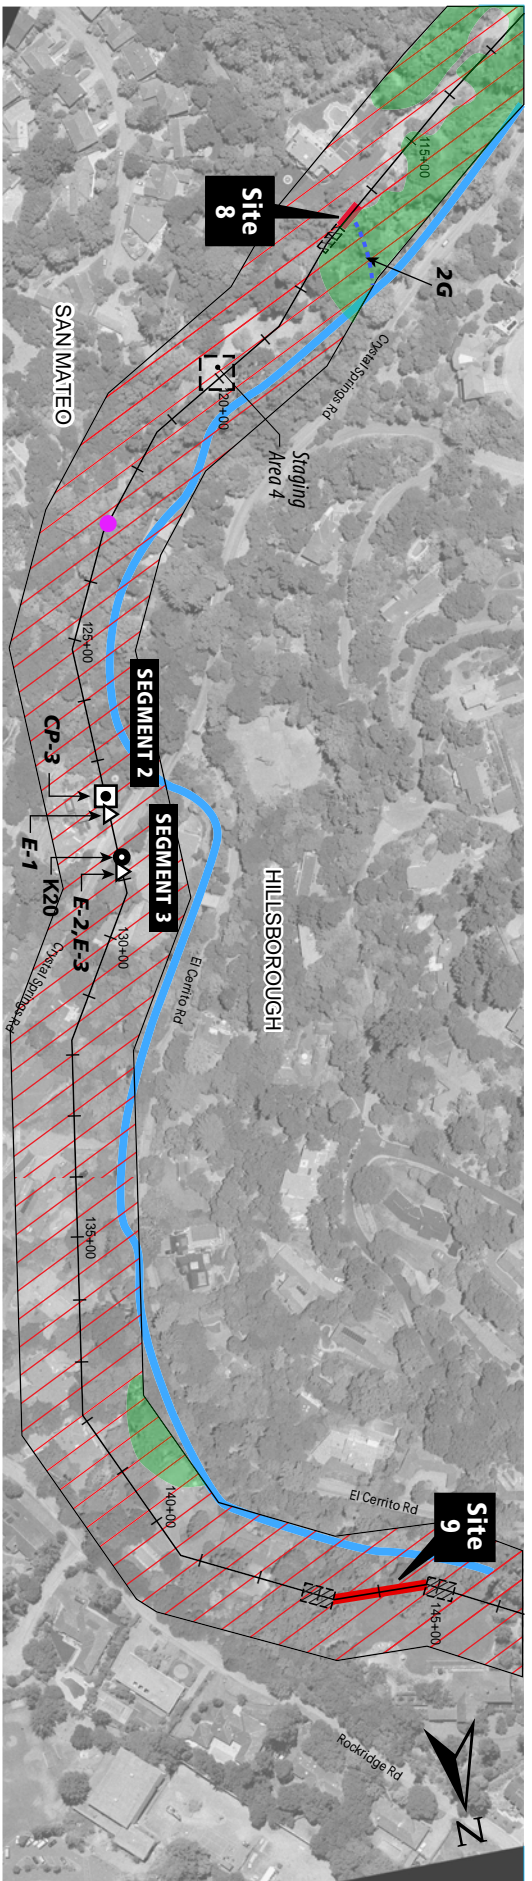 115+00
Site
8
2G
Crystal Springs Rd
SAN MATEO
20+00
Staging
Area 4
125+00
SEGMENT 2
CP-3
E-1
SEGMENT 3
K20
E-2, E-3
HILLSBOROUGH
130+00
Crystal Springs Rd
El Cerrito Rd
135+00
140+00
El Cerrito Rd
Site
9
145+00
Rockridge Rd
N